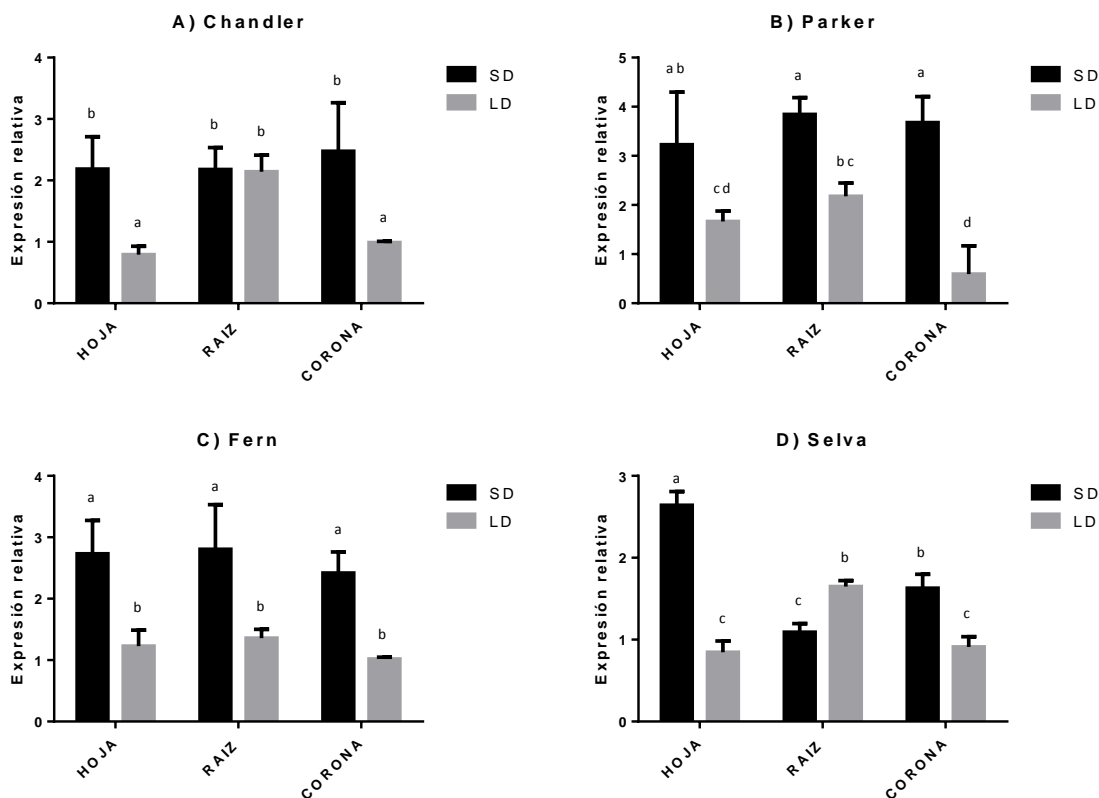 A) Chandler
Expresión relativa
4
3
2
1
0
b
a
b
b
b
a
HOJA
RAIZ
CORONA
SD
LD
B) Parker
Expresión relativa
5
4
3
2
1
0
ab
cd
a
bc
a
d
HOJA
RAIZ
CORONA
SD
LD
C) Fern
Expresión relativa
4
3
2
1
0
a
b
a
b
a
b
HOJA
RAIZ
CORONA
SD
LD
D) Selva
Expresión relativa
3
2
1
0
a
c
c
b
b
c
HOJA
RAIZ
CORONA
SD
LD